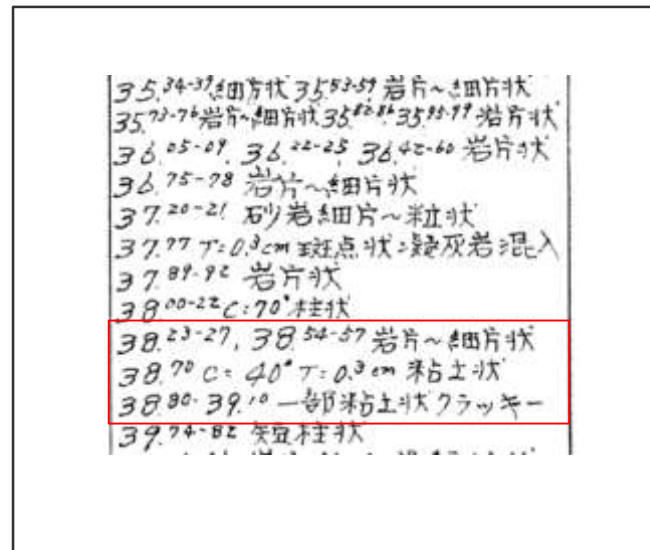 35.34-39 細片状 35.53-59 岩片~細片状
35.73-76 岩片~細片状 35.82-86 35.95-99 岩片状
36.05-09, 36.22-25, 36.42-60 岩片状
36.75-78 岩片~細片状
37.20-21 砂岩細片~粒状
37.77 T=0.3cm 斑点状に凝灰岩混入
37.89-92 岩片状
38.00-22 C:70° 柱状
38.23-27, 38.54-57 岩片~細片状
38.70 C= 40° T=0.3cm 粘土状
38.80-39.10 一部粘土状クラッキー
39.74-82 短柱状